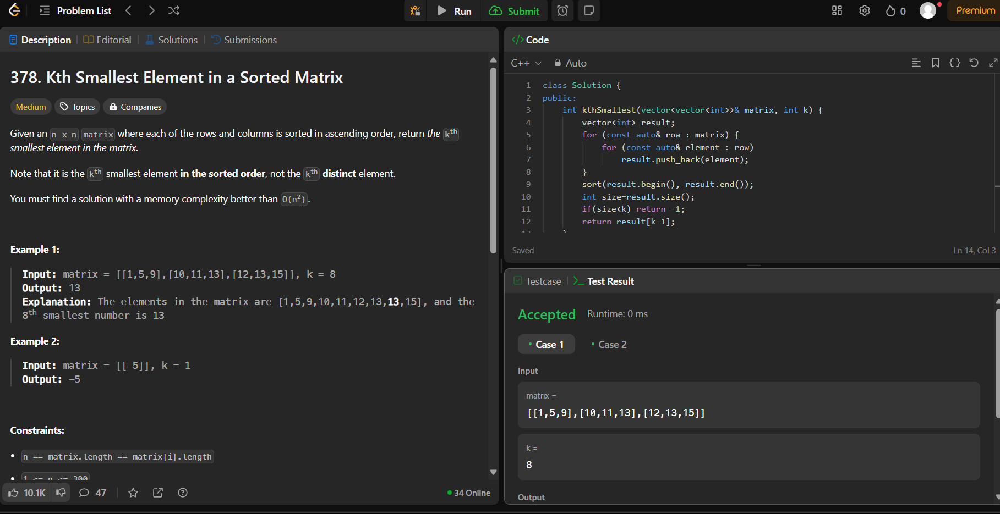 Problem List
Run
Submit
0
Premium
Description
Editorial
Solutions
Submissions
378. Kth Smallest Element in a Sorted Matrix
Medium
Topics
Companies
Given an n x n matrix where each of the rows and columns is sorted in ascending order, return the kth
smallest element in the matrix.
Note that it is the kth smallest element in the sorted order, not the kth distinct element.
You must find a solution with a memory complexity better than O(n2).
Example 1:
Input: matrix = [[1,5,9],[10,11,13],[12,13,15]], k = 8
Output: 13
Explanation: The elements in the matrix are [1,5,9,10,11,12,13,13,15], and the
8th smallest number is 13
Example 2:
Input: matrix = [[-5]], k = 1
Output: -5
Constraints:
n == matrix.length == matrix[i].length
1 <= n <= 300
10.1K
47
34 Online
</> Code
C++
Auto
1 class Solution {
2 public:
3 int kthSmallest(vector<vector<int>>& matrix, int k) {
4 vector<int> result;
5 for (const auto& row : matrix) {
6 for (const auto& element : row)
7 result.push_back(element);
8 }
9 sort(result.begin(), result.end());
10 int size=result.size();
11 if(size<k) return -1;
12 return result[k-1];
13 }
Saved
Ln 14, Col 3
Testcase
Test Result
Accepted
Runtime: 0 ms
Case 1
Case 2
Input
matrix =
[[1,5,9],[10,11,13],[12,13,15]]
k =
8
Output